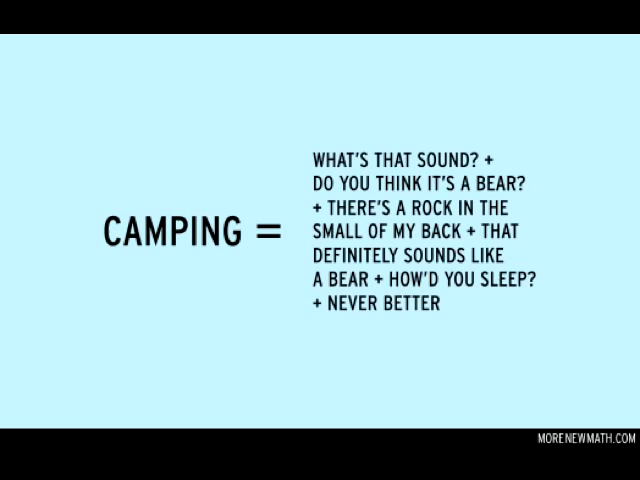 CAMPING =
WHAT'S THAT SOUND? +
DO YOU THINK IT'S A BEAR?
+ THERE'S A ROCK IN THE
SMALL OF MY BACK + THAT
DEFINITELY SOUNDS LIKE
A BEAR + HOW'D YOU SLEEP?
+ NEVER BETTER
MORENEWMATH.COM